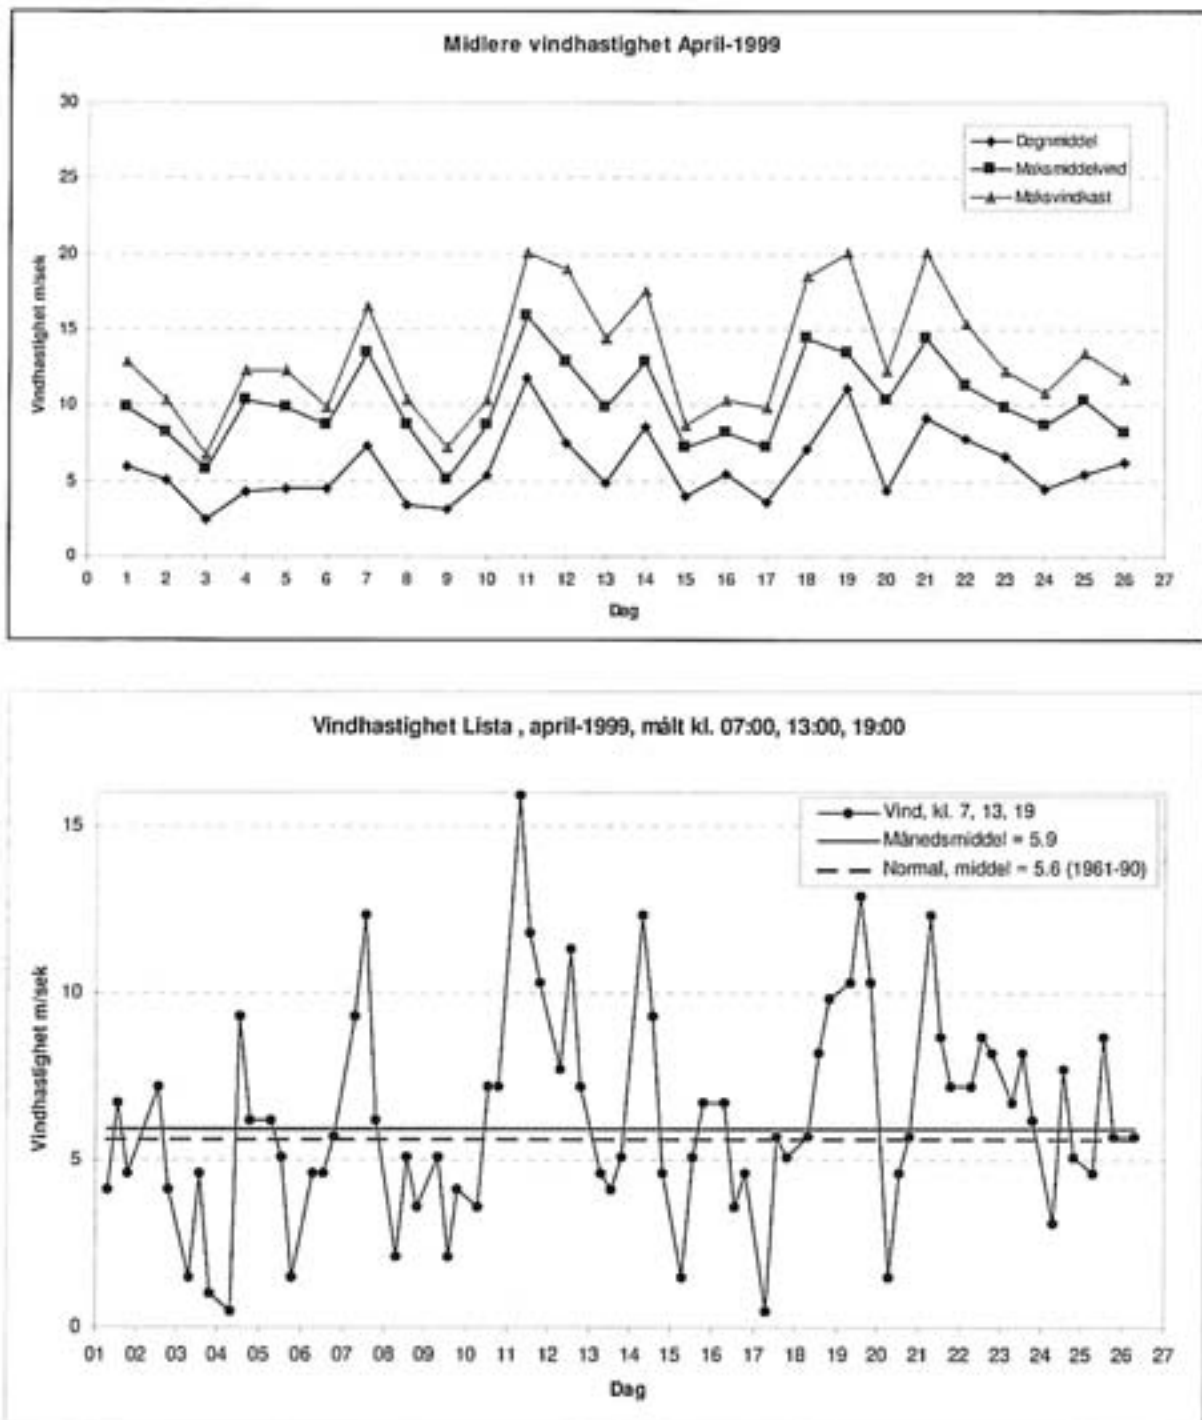 Midlere vindhastighet April-1999
30
25
20
15
10
5
0
Vindhastighet m/sek
Døgnmiddel
Maksmiddelvind
Maksvindkast
0 1 2 3 4 5 6 7 8 9 10 11 12 13 14 15 16 17 18 19 20 21 22 23 24 25 26 27
Dag
Vindhastighet Lista , april-1999, målt kl. 07:00, 13:00, 19:00
15
10
5
0
Vindhastighet m/sek
Vind, kl. 7, 13, 19
Månedsmiddel = 5.9
Normal, middel = 5.6 (1961-90)
01 02 03 04 05 06 07 08 09 10 11 12 13 14 15 16 17 18 19 20 21 22 23 24 25 26 27
Dag